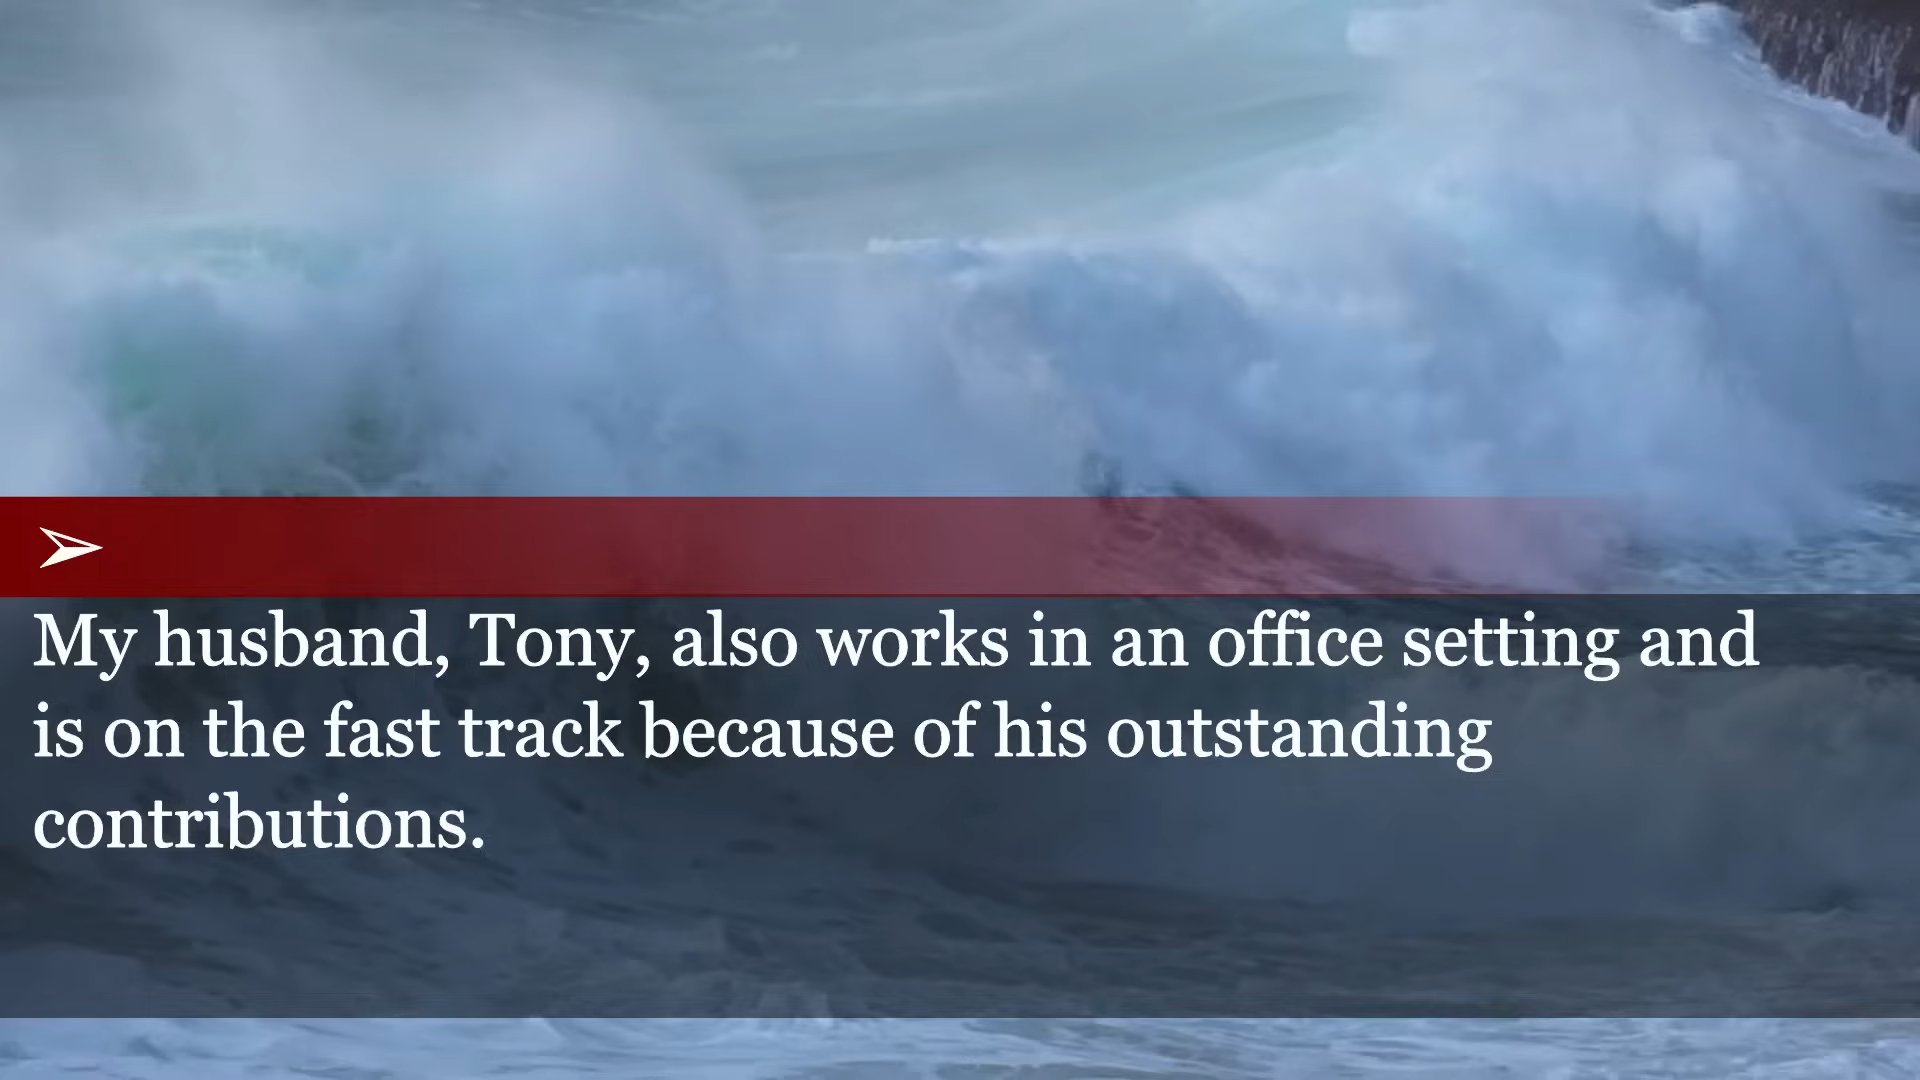 My husband, Tony, also works in an office setting and
is on the fast track because of his outstanding
contributions.